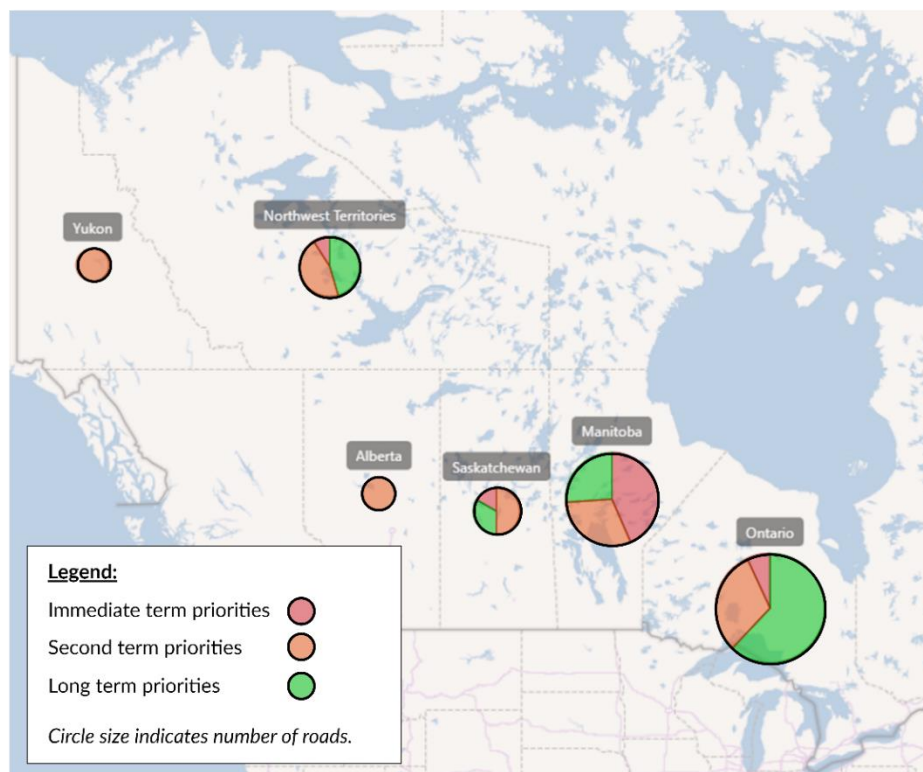 Yukon
Northwest Territories
Alberta
Saskatchewan
Manitoba
Ontario
Legend:
Immediate term priorities
Second term priorities
Long term priorities
Circle size indicates number of roads.